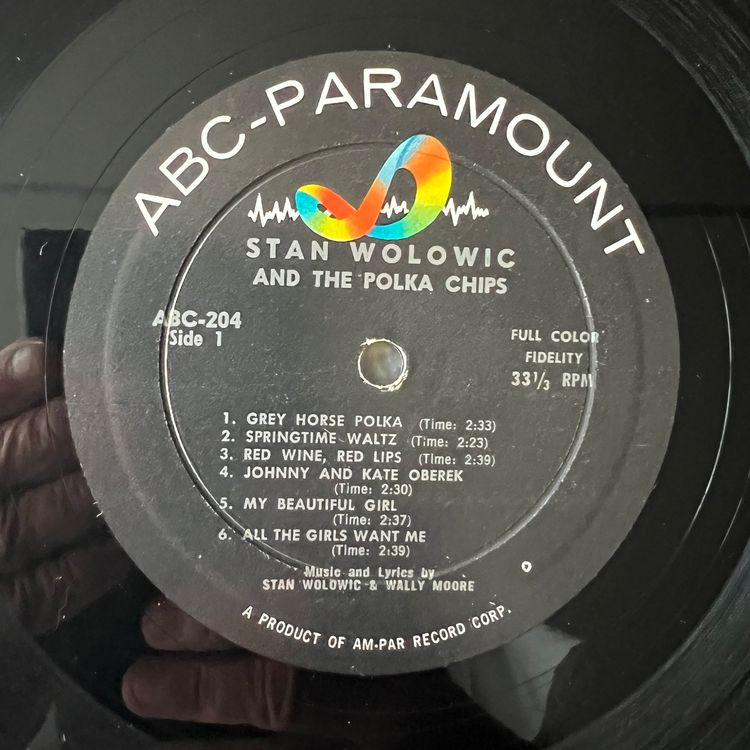 ABC-PARAMOUNT
STAN WOLOWIC
AND THE POLKA CHIPS
ABC-204
Side 1
FULL COLOR
FIDELITY
33 1/3 RPM
1. GREY HORSE POLKA (Time: 2:33)
2. SPRINGTIME WALTZ (Time: 2:23)
3. RED WINE, RED LIPS (Time: 2:39)
4. JOHNNY AND KATE OBEREK
(Time: 2:30)
5. MY BEAUTIFUL GIRL
(Time: 2:37)
6. ALL THE GIRLS WANT ME
(Time: 2:39)
Music and Lyrics by
STAN WOLOWIC & WALLY MOORE
A PRODUCT OF AM-PAR RECORD CORP.